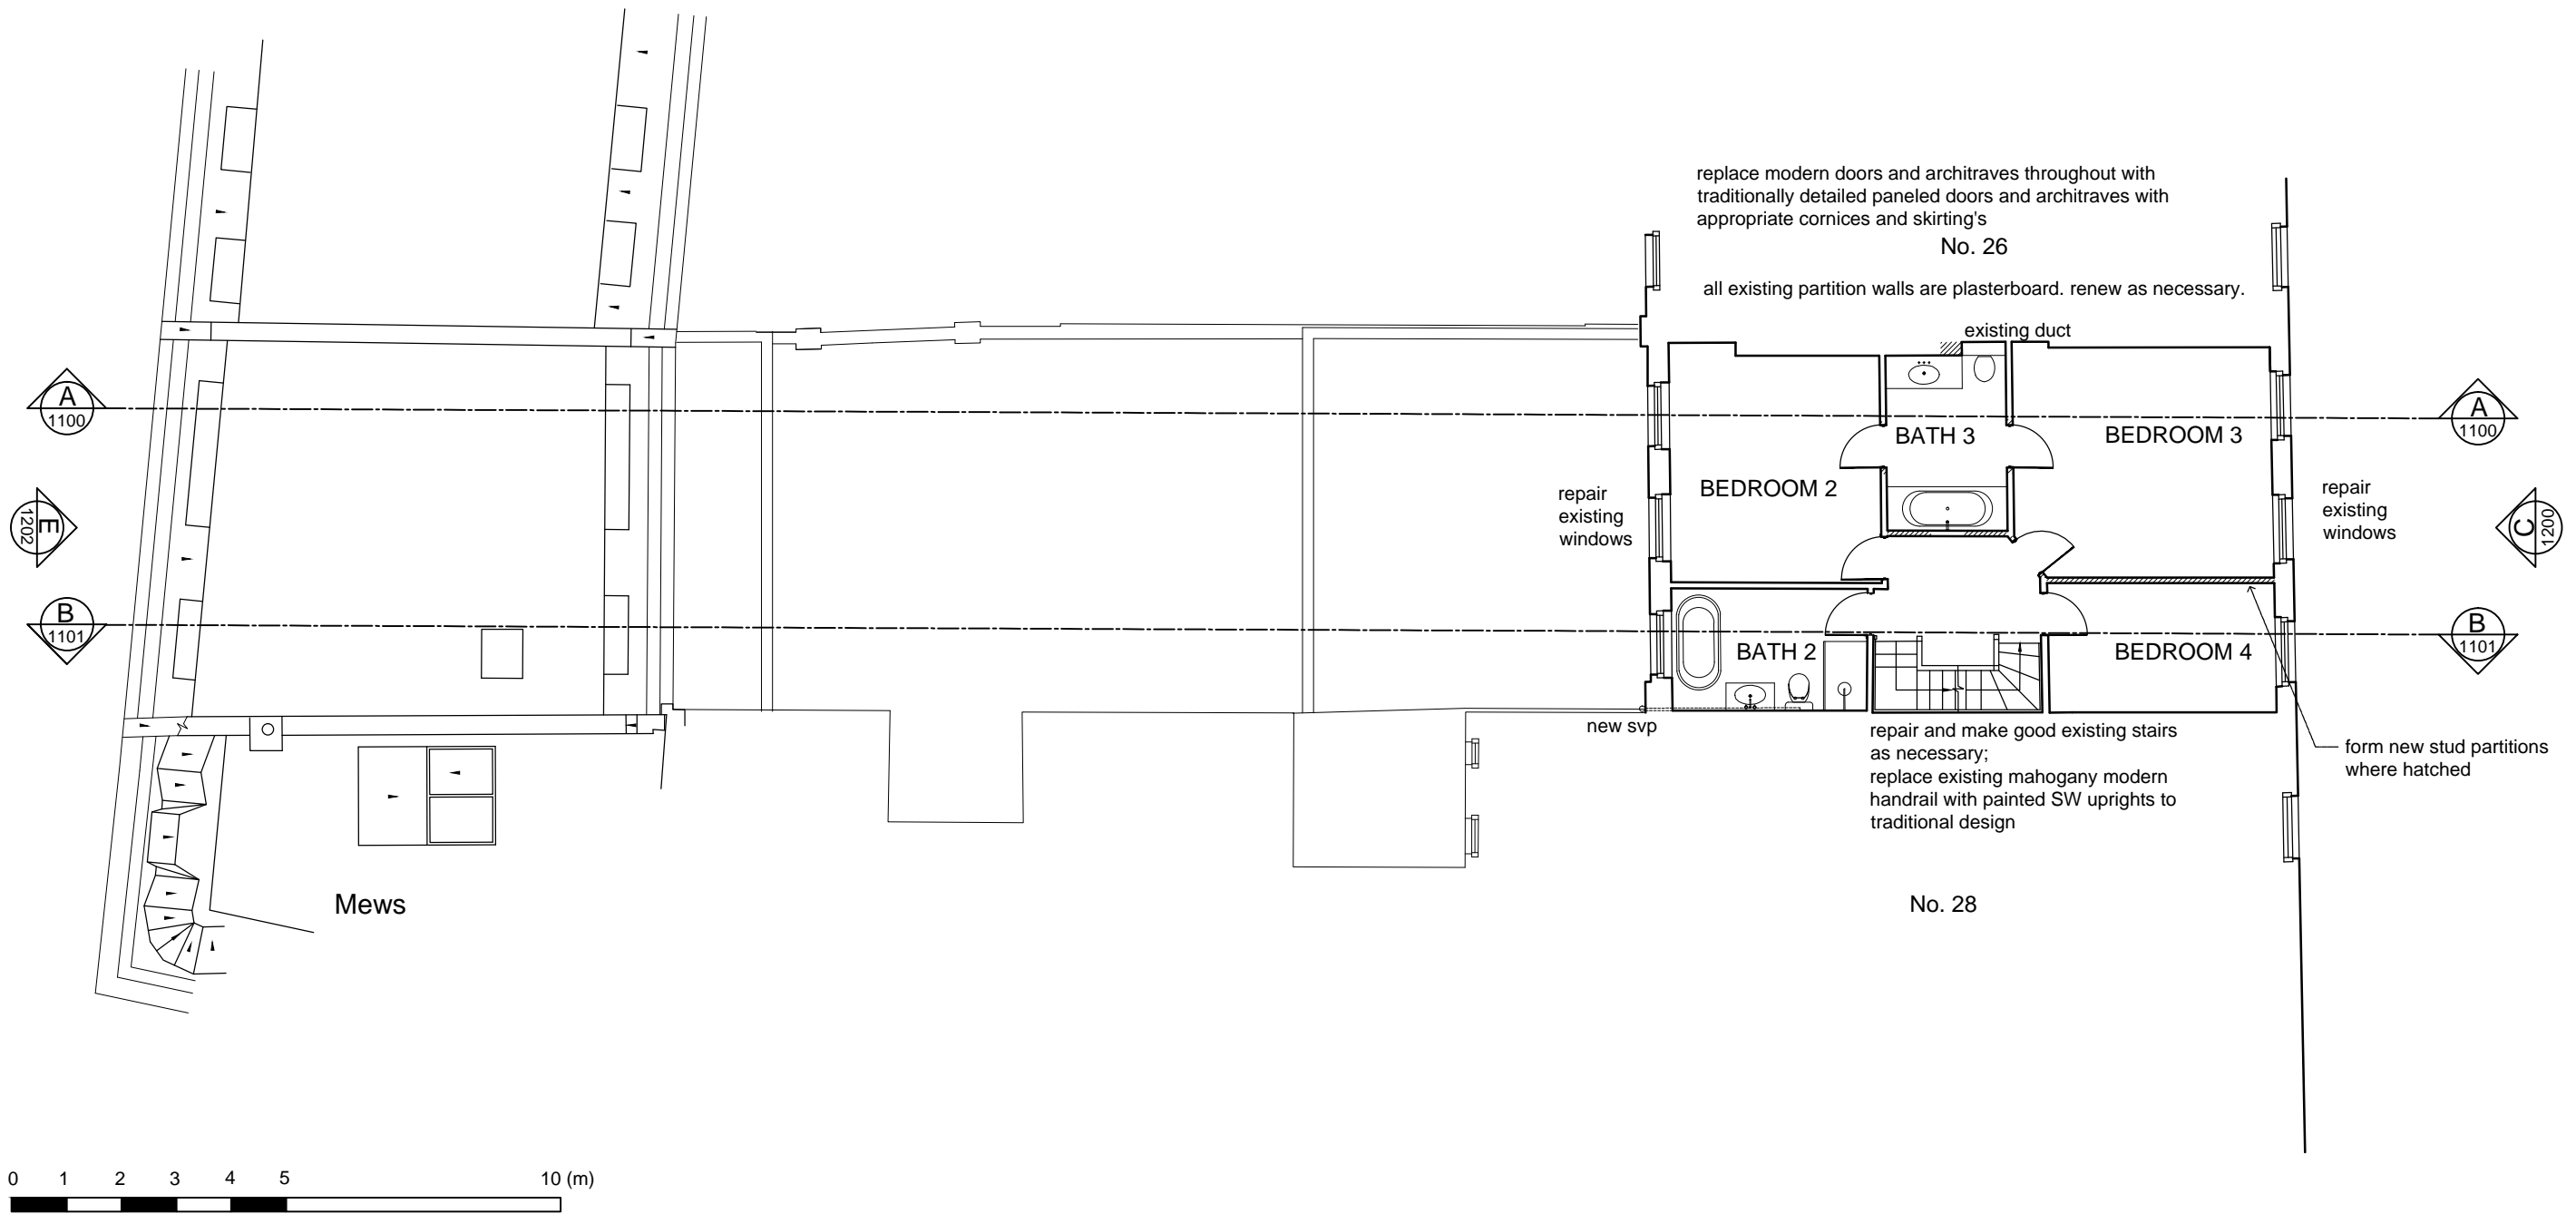 replace modern doors and architraves throughout with
traditionally detailed paneled doors and architraves with
appropriate cornices and skirting's
No. 26
all existing partition walls are plasterboard. renew as necessary.
existing duct
A
1100
A
1100
BATH 3
BEDROOM 3
BEDROOM 2
repair
existing
windows
repair
existing
windows
E
1202
C
1200
B
1101
B
1101
BATH 2
BEDROOM 4
new svp
repair and make good existing stairs
as necessary;
replace existing mahogany modern
handrail with painted SW uprights to
traditional design
form new stud partitions
where hatched
Mews
No. 28
0 1 2 3 4 5 10 (m)